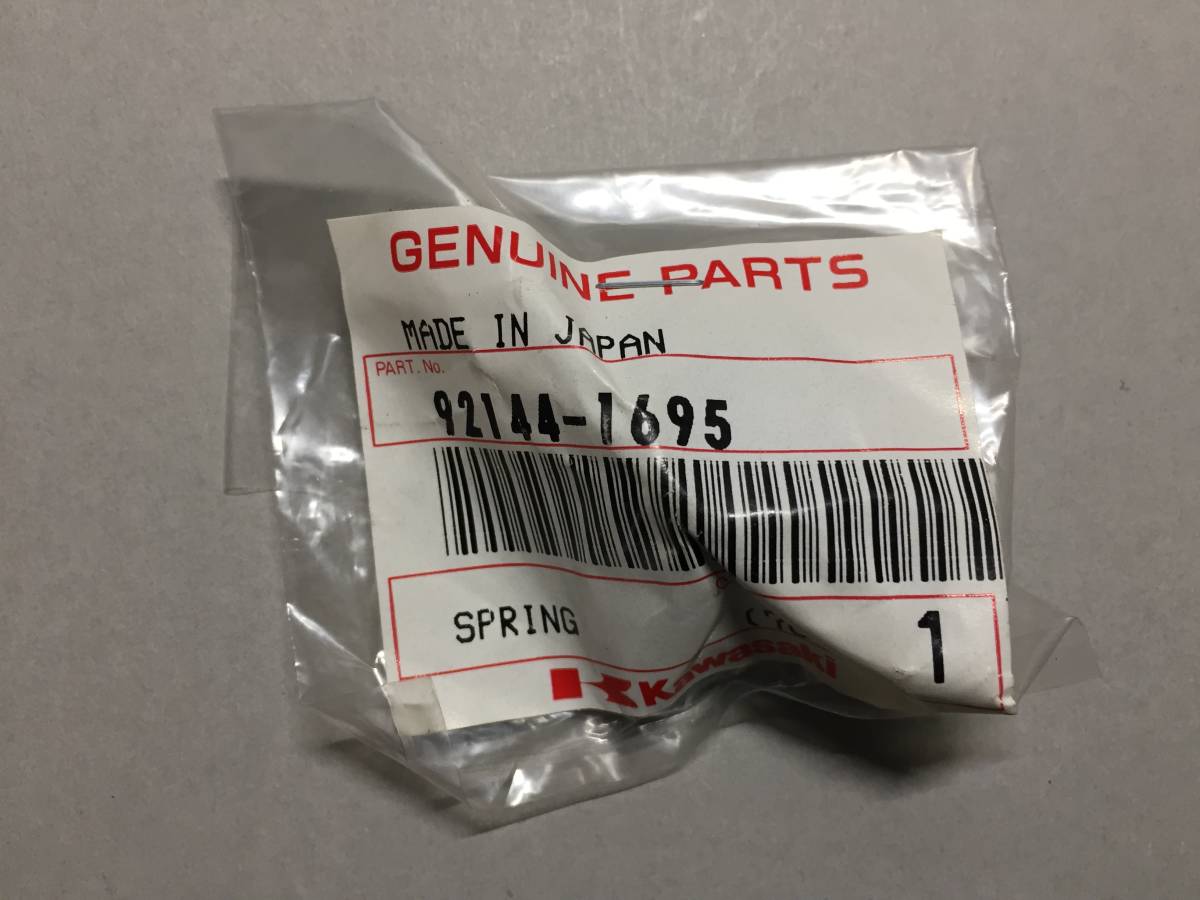 GENUINE PARTS
MADE IN JAPAN
PART. No.
92144-1695
SPRING
1
Kawasaki